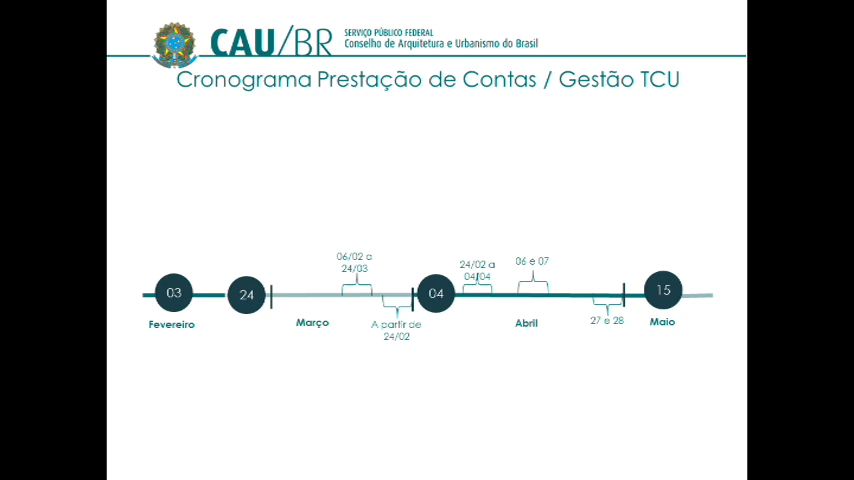 CAU/BR
SERVIÇO PÚBLICO FEDERAL
Conselho de Arquitetura e Urbanismo do Brasil
Cronograma Prestação de Contas / Gestão TCU
06/02 a
24/03
24/02 a
04/04
06 e 07
03
24
04
15
Fevereiro
Março
A partir de
24/02
Abril
27 e 28
Maio